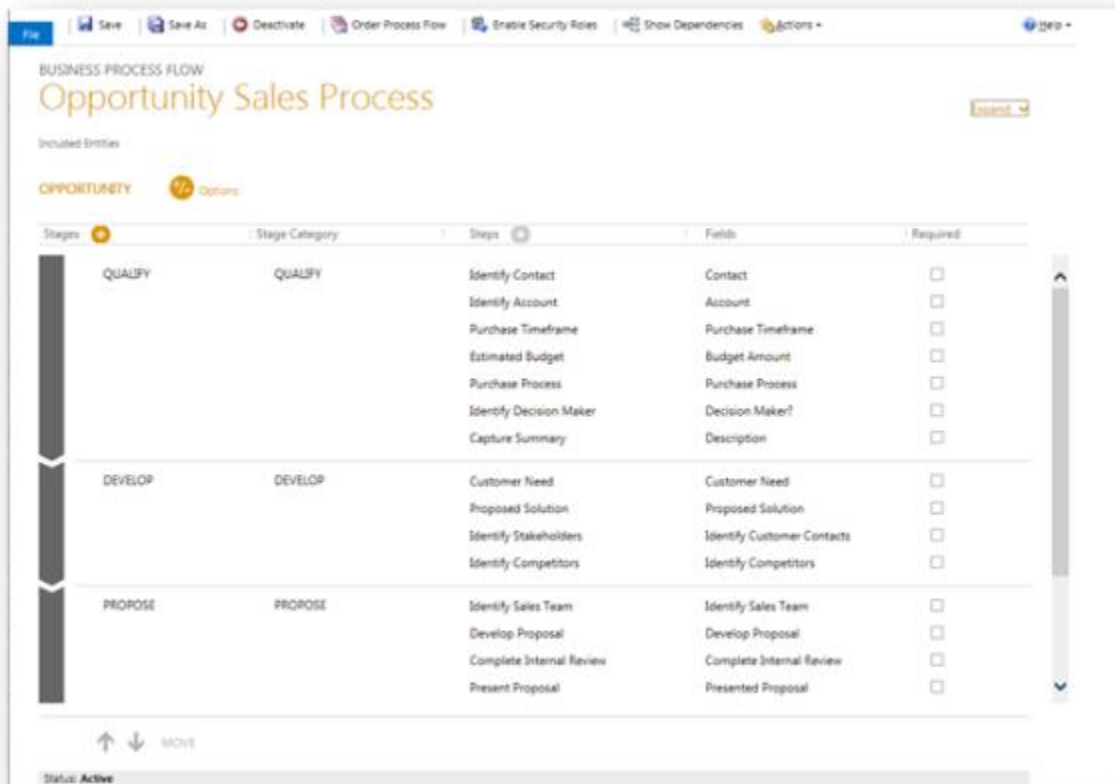 File Save Save As Deactivate Order Process Flow Enable Security Roles Show Dependencies Actions Help
BUSINESS PROCESS FLOW
Opportunity Sales Process
Expand
Included Entities
OPPORTUNITY Options
Stages Stage Category Steps Fields Required
QUALIFY QUALIFY Identify Contact Contact
Identify Account Account
Purchase Timeframe Purchase Timeframe
Estimated Budget Budget Amount
Purchase Process Purchase Process
Identify Decision Maker Decision Maker?
Capture Summary Description
DEVELOP DEVELOP Customer Need Customer Need
Proposed Solution Proposed Solution
Identify Stakeholders Identify Customer Contacts
Identify Competitors Identify Competitors
PROPOSE PROPOSE Identify Sales Team Identify Sales Team
Develop Proposal Develop Proposal
Complete Internal Review Complete Internal Review
Present Proposal Presented Proposal
MOVE
Status: Active